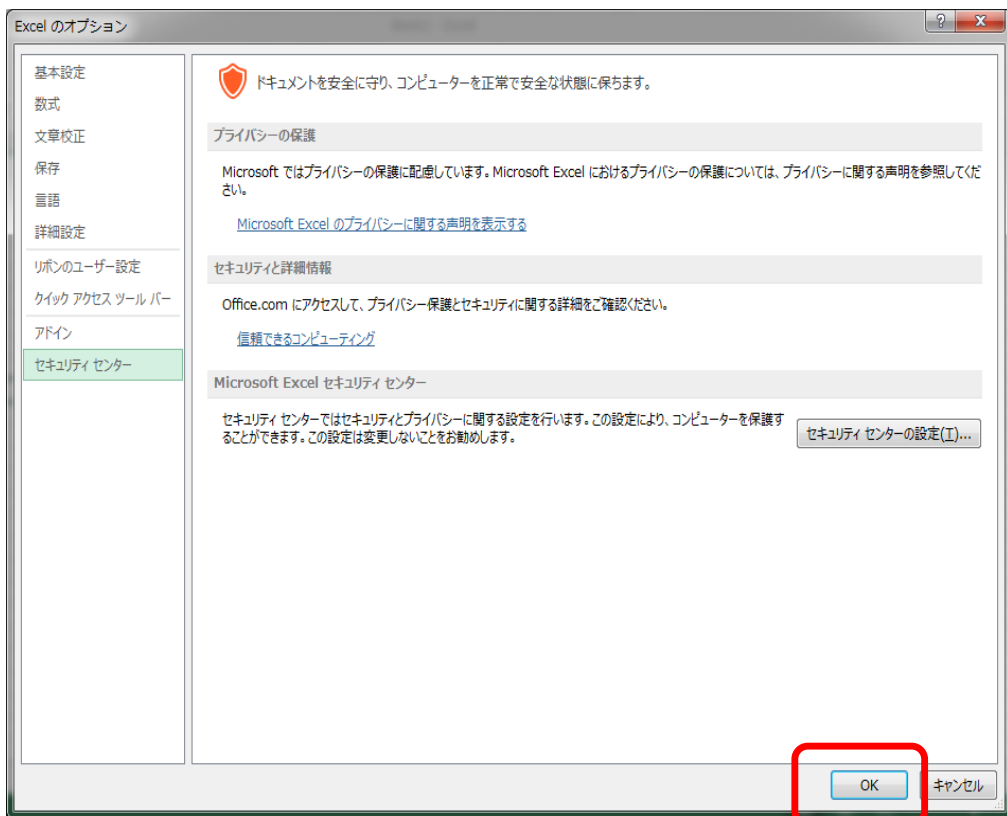 Excel のオプション
基本設定
数式
文章校正
保存
言語
詳細設定
リボンのユーザー設定
クイック アクセス ツール バー
アドイン
セキュリティ センター
ドキュメントを安全に守り、コンピューターを正常で安全な状態に保ちます。
プライバシーの保護
Microsoft ではプライバシーの保護に配慮しています。Microsoft Excel におけるプライバシーの保護については、プライバシーに関する声明を参照してくだ
さい。
Microsoft Excel のプライバシーに関する声明を表示する
セキュリティと詳細情報
Office.com にアクセスして、プライバシー保護とセキュリティに関する詳細をご確認ください。
信頼できるコンピューティング
Microsoft Excel セキュリティ センター
セキュリティ センターではセキュリティとプライバシーに関する設定を行います。この設定により、コンピューターを保護す
ることができます。この設定は変更しないことをお勧めします。
セキュリティ センターの設定(T)...
OK
キャンセル